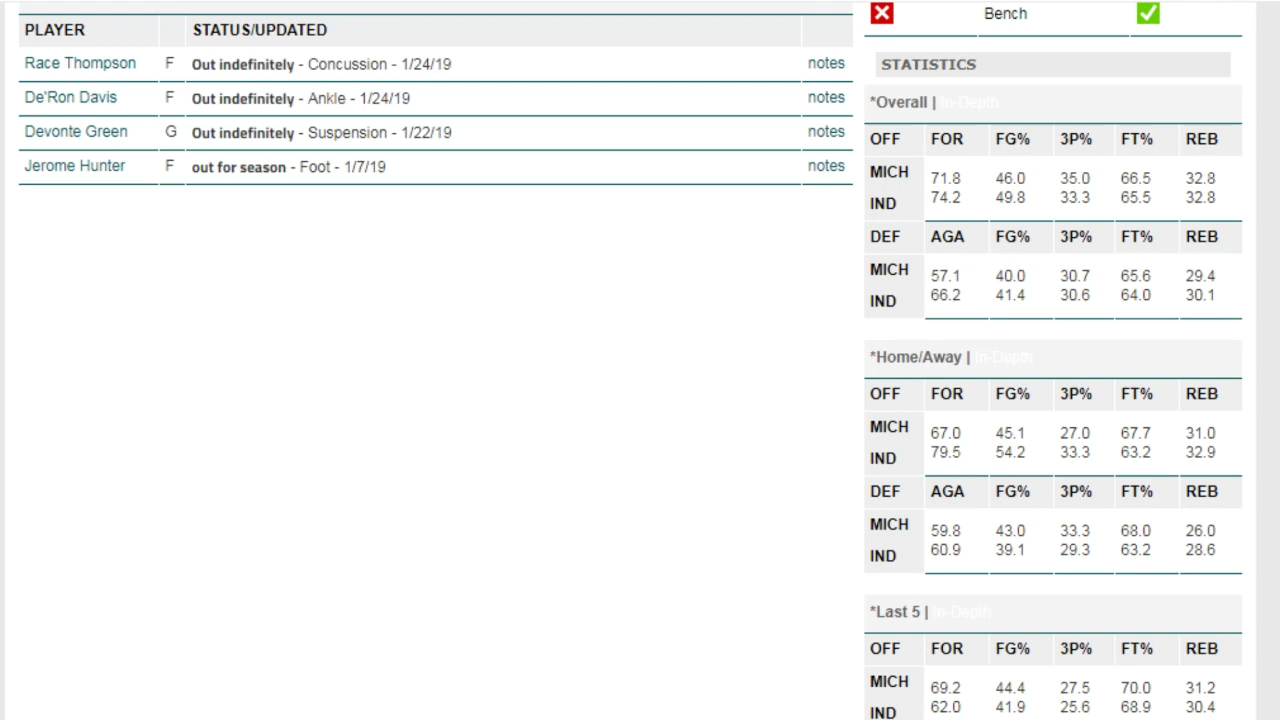 PLAYER STATUS/UPDATED
Race Thompson F Out indefinitely - Concussion - 1/24/19 notes
De'Ron Davis F Out indefinitely - Ankle - 1/24/19 notes
Devonte Green G Out indefinitely - Suspension - 1/22/19 notes
Jerome Hunter F out for season - Foot - 1/7/19 notes
Bench
STATISTICS
*Overall | In-Depth
OFF FOR FG% 3P% FT% REB
MICH 71.8 46.0 35.0 66.5 32.8
IND 74.2 49.8 33.3 65.5 32.8
DEF AGA FG% 3P% FT% REB
MICH 57.1 40.0 30.7 65.6 29.4
IND 66.2 41.4 30.6 64.0 30.1
*Home/Away | In-Depth
OFF FOR FG% 3P% FT% REB
MICH 67.0 45.1 27.0 67.7 31.0
IND 79.5 54.2 33.3 63.2 32.9
DEF AGA FG% 3P% FT% REB
MICH 59.8 43.0 33.3 68.0 26.0
IND 60.9 39.1 29.3 63.2 28.6
*Last 5 | In-Depth
OFF FOR FG% 3P% FT% REB
MICH 69.2 44.4 27.5 70.0 31.2
IND 62.0 41.9 25.6 68.9 30.4